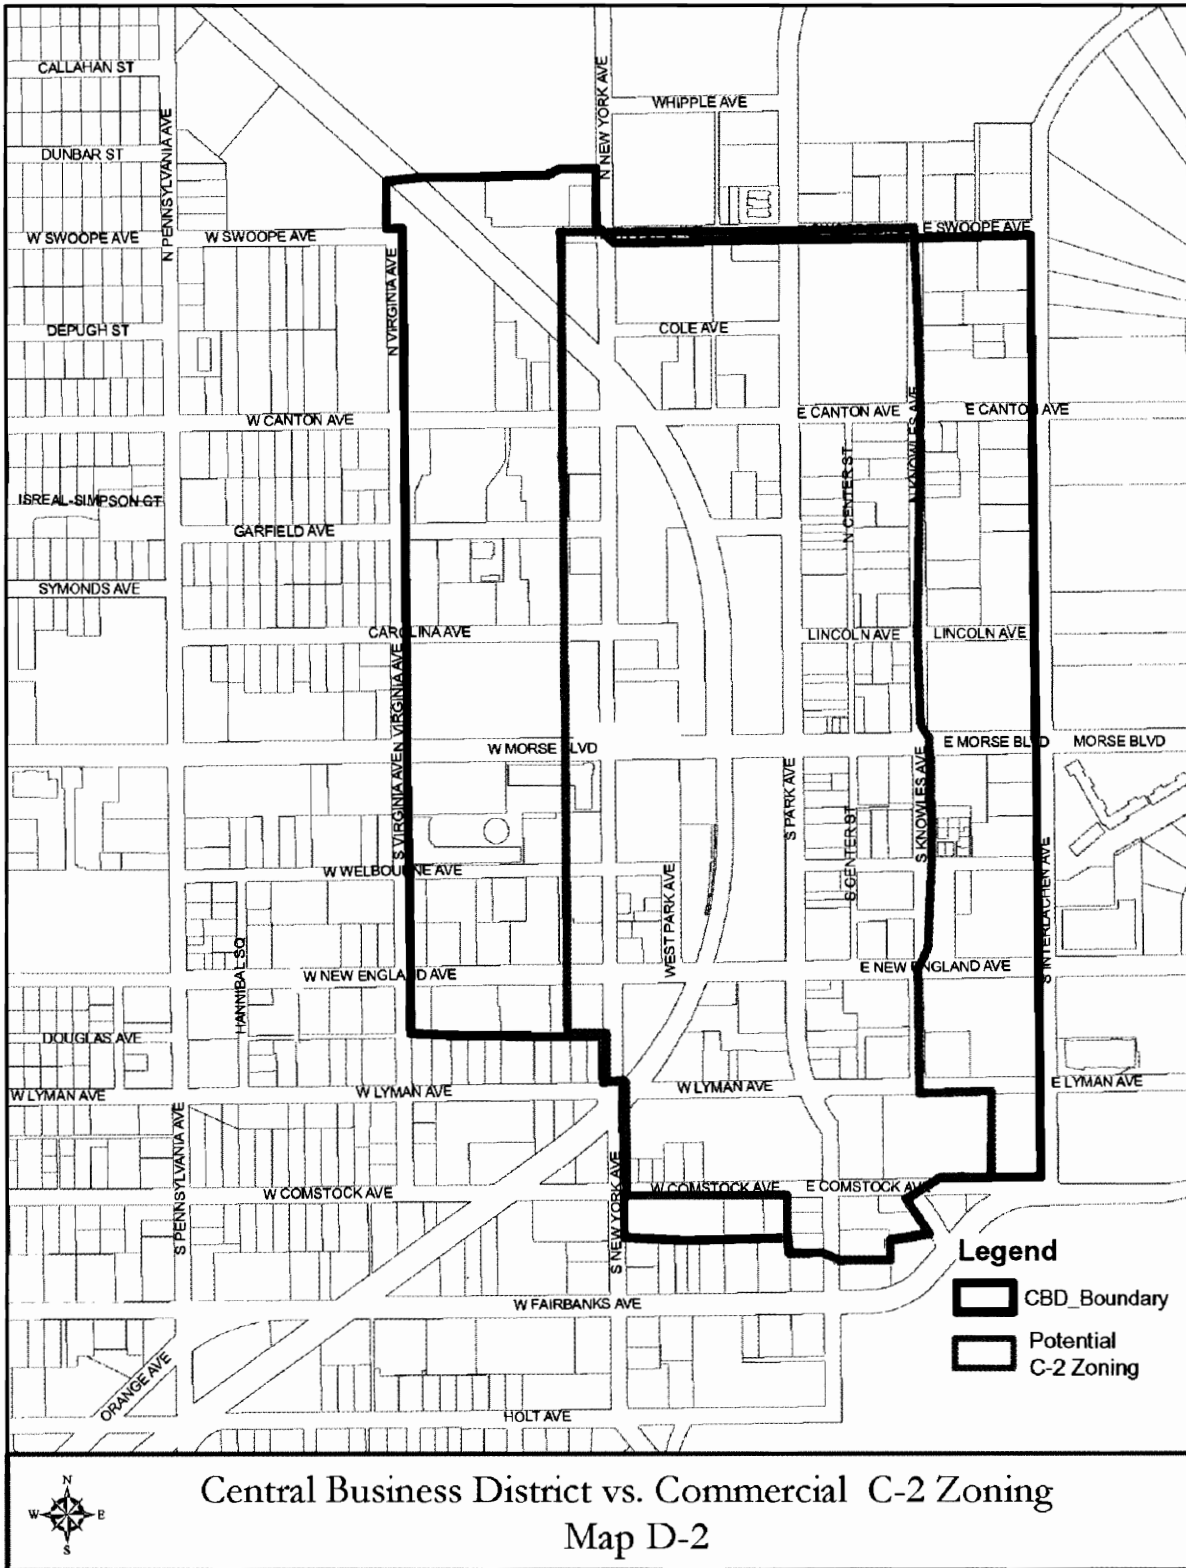 CALLAHAN ST
WHIPPLE AVE
N NEW YORK AVE
N PENNSYLVANIA AVE
DUNBAR ST
W SWOOPE AVE
W SWOOPE AVE
E SWOOPE AVE
N VIRGINIA AVE
DEPUGH ST
COLE AVE
W CANTON AVE
E CANTON AVE
E CANTON AVE
N KNOWLES AVE
N CENTER ST
ISREAL-SIMPSON CT
GARFIELD AVE
SYMONDS AVE
CAROLINA AVE
LINCOLN AVE
LINCOLN AVE
N VIRGINIA AVE
W MORSE BLVD
E MORSE BLVD
MORSE BLVD
S VIRGINIA AVE
S PARK AVE
S KNOWLES AVE
S CENTER ST
W WELBOURNE AVE
WEST PARK AVE
S INTERLACHEN AVE
HANNIBAL SQ
W NEW ENGLAND AVE
E NEW ENGLAND AVE
DOUGLAS AVE
W LYMAN AVE
W LYMAN AVE
W LYMAN AVE
E LYMAN AVE
S PENNSYLVANIA AVE
W COMSTOCK AVE
W COMSTOCK AVE
E COMSTOCK AVE
S NEW YORK AVE
W FAIRBANKS AVE
ORANGE AVE
HOLT AVE
Legend
CBD_Boundary
Potential
C-2 Zoning
N
W E
S
Central Business District vs. Commercial C-2 Zoning
Map D-2